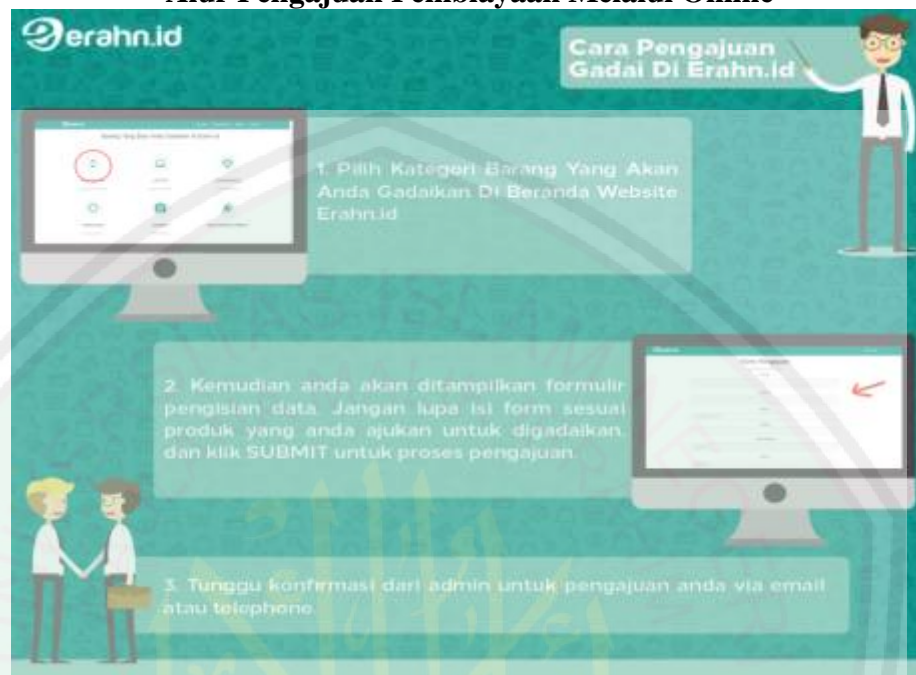 Alur Pengajuan Pembiayaan Melalui Online
erahn.id
Cara Pengajuan
Gadai Di Erahn.id
1. Pilih Kategori Barang Yang Akan
Anda Gadaikan Di Beranda Website
Erahn.id
2. Kemudian anda akan ditampilkan formulir
pengisian data. Jangan lupa isi form sesuai
produk yang anda ajukan untuk digadaikan,
dan klik SUBMIT untuk proses pengajuan.
3. Tunggu konfirmasi dari admin untuk pengajuan anda via email
atau telephone.